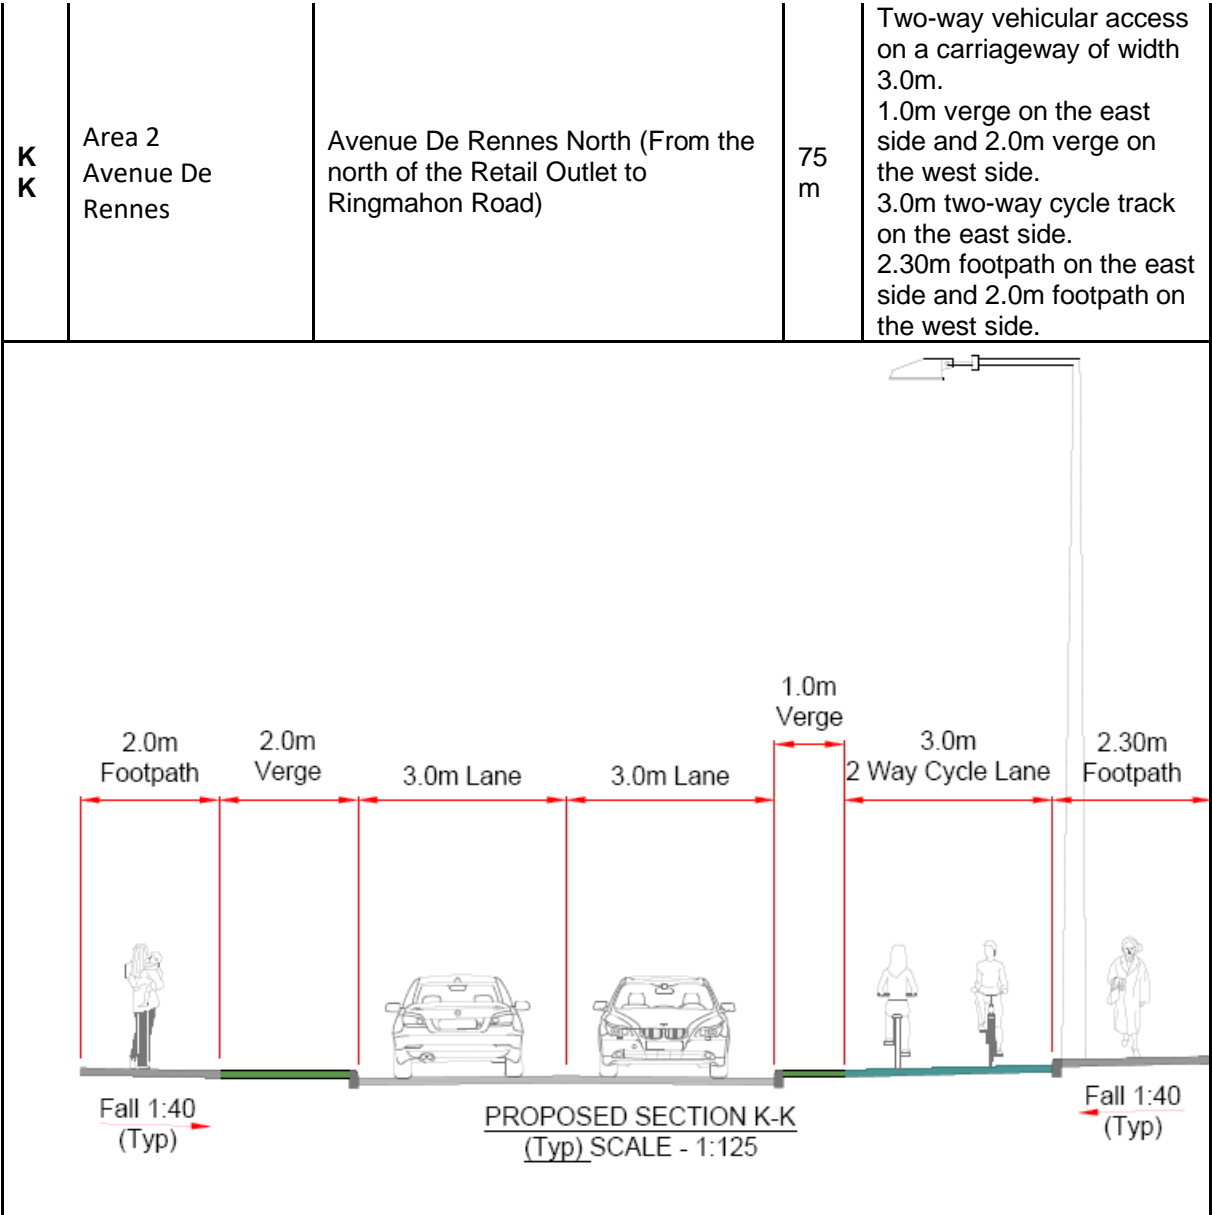 K
K
Area 2
Avenue De
Rennes
Avenue De Rennes North (From the
north of the Retail Outlet to
Ringmahon Road)
75
m
Two-way vehicular access
on a carriageway of width
3.0m.
1.0m verge on the east
side and 2.0m verge on
the west side.
3.0m two-way cycle track
on the east side.
2.30m footpath on the east
side and 2.0m footpath on
the west side.
2.0m
Footpath
2.0m
Verge
3.0m Lane
3.0m Lane
1.0m
Verge
3.0m
2 Way Cycle Lane
2.30m
Footpath
Fall 1:40
(Typ)
PROPOSED SECTION K-K
(Typ) SCALE - 1:125
Fall 1:40
(Typ)